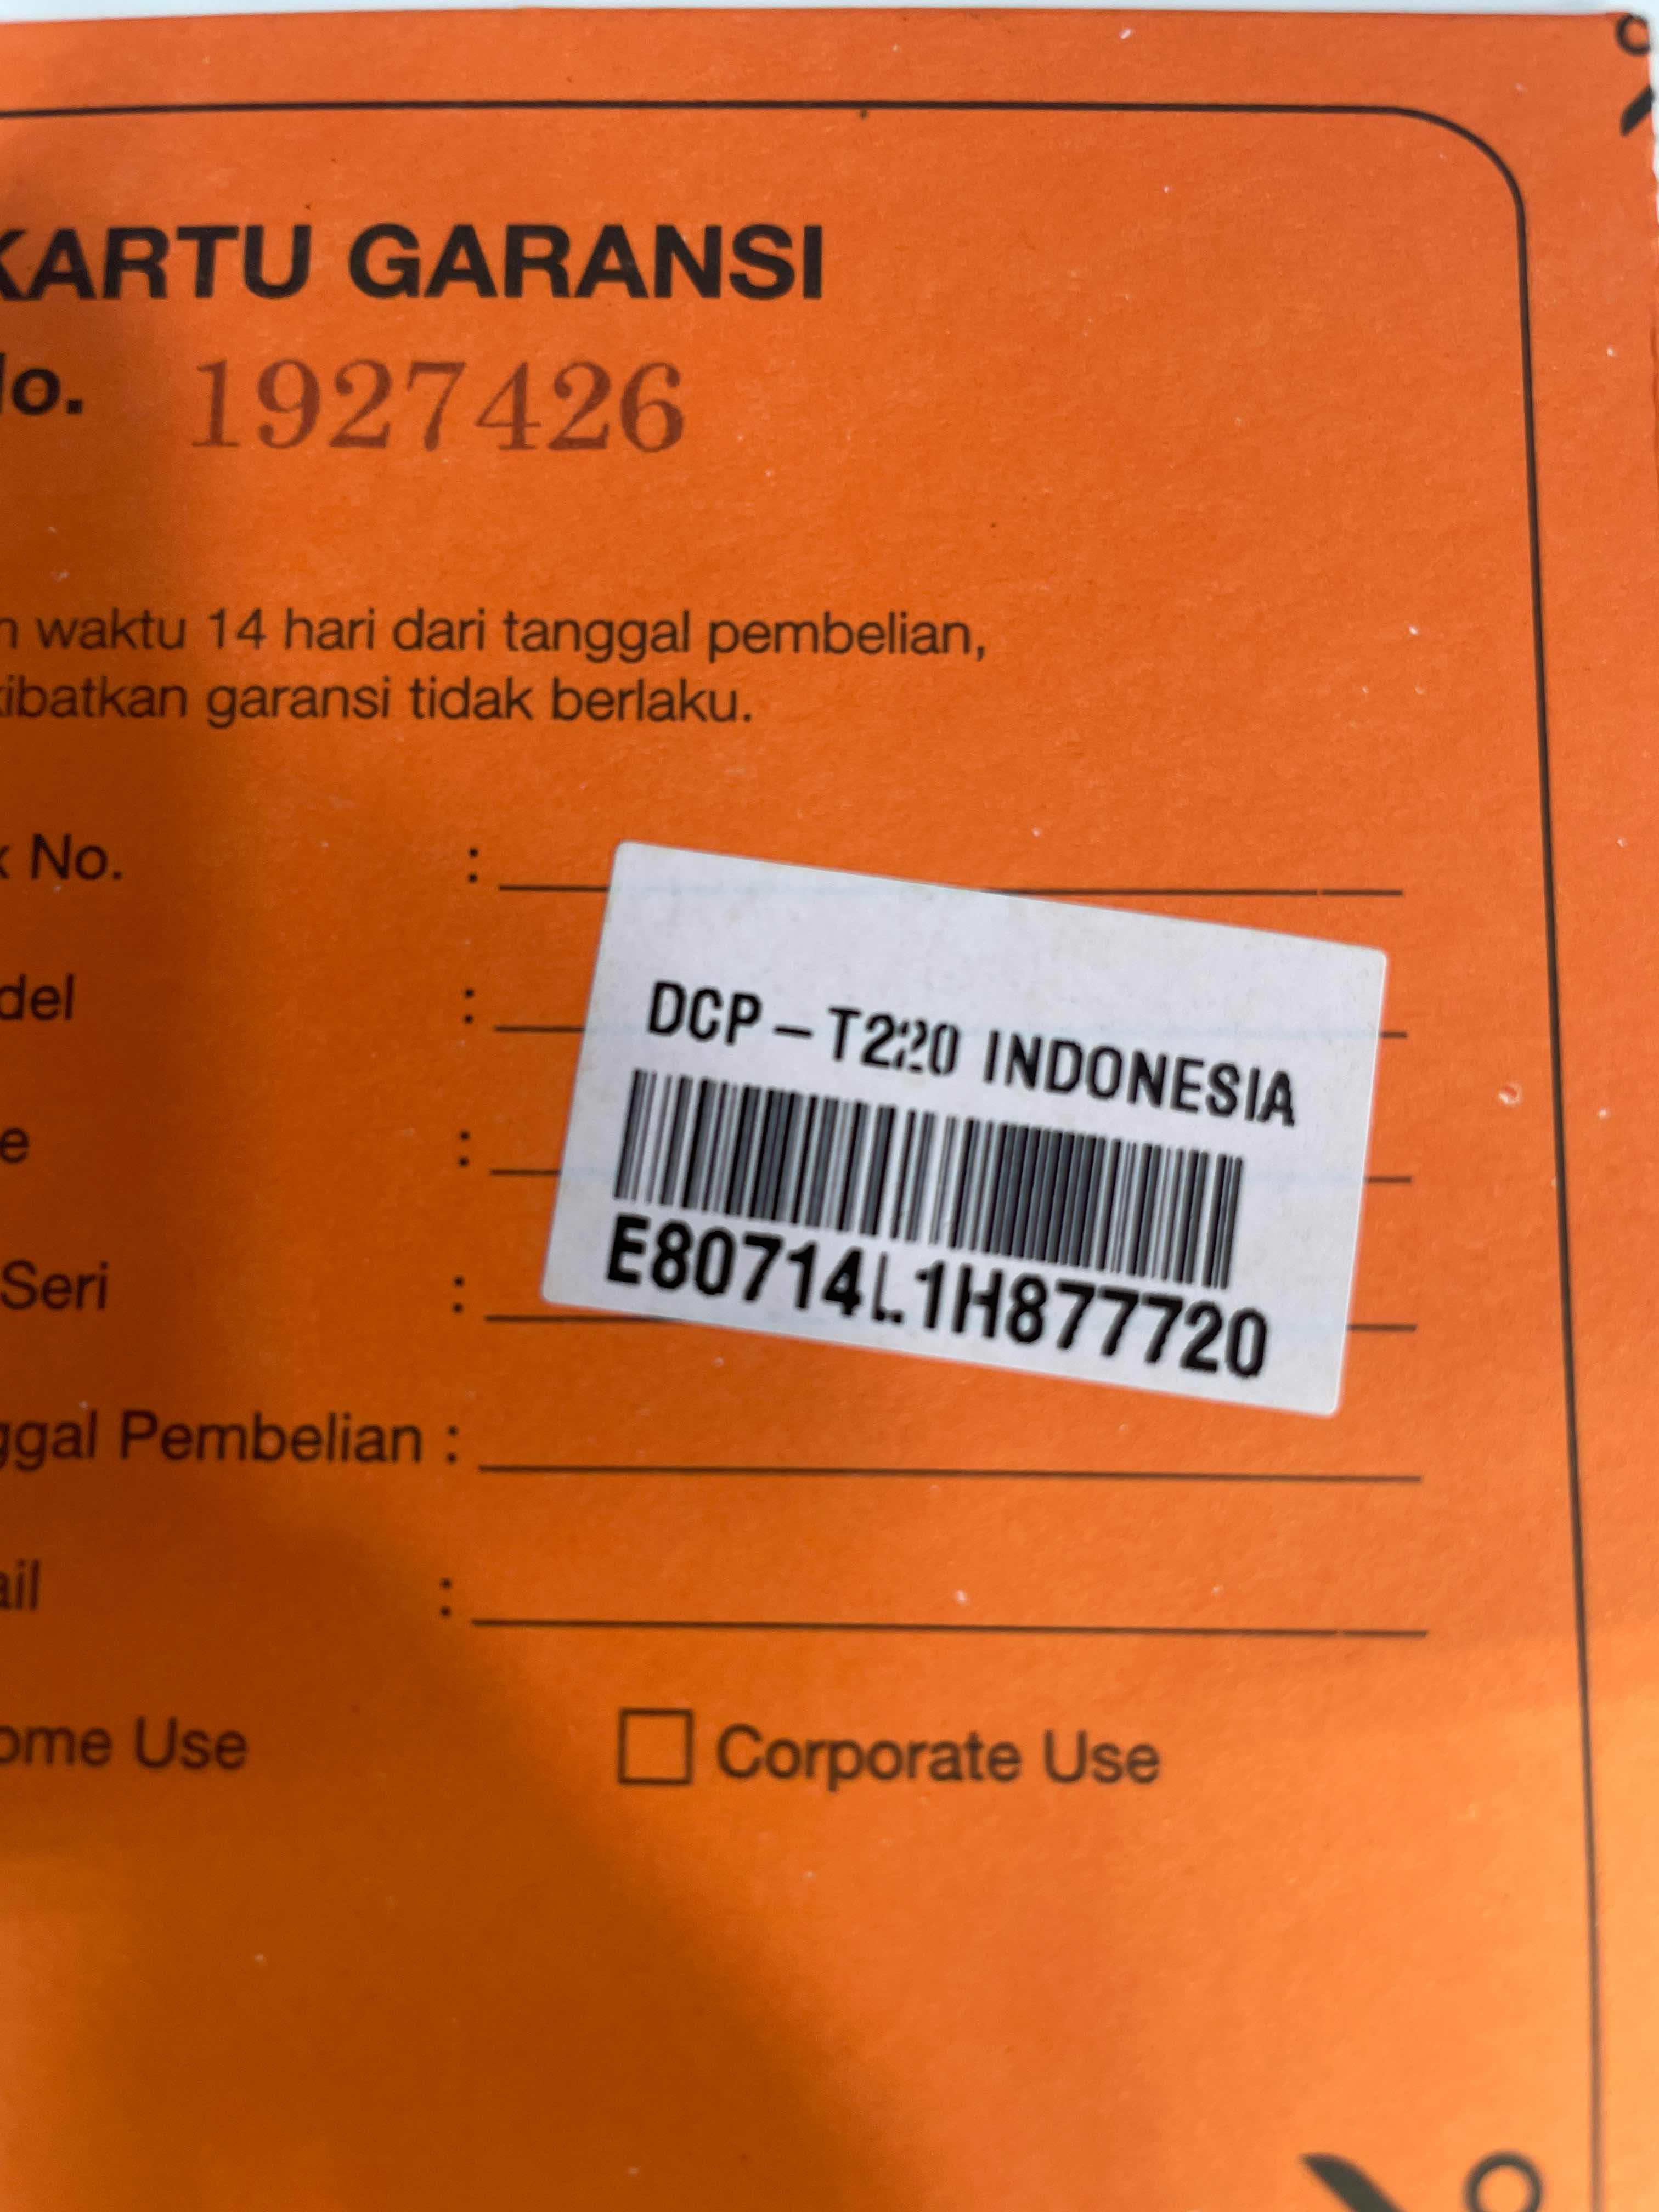 KARTU GARANSI
No. 1927426
waktu 14 hari dari tanggal pembelian,
kibatkan garansi tidak berlaku.
No. :
del :
DCP-T220 INDONESIA
e :
E80714L1H877720
Seri :
ggal Pembelian :
ail :
ome Use
Corporate Use